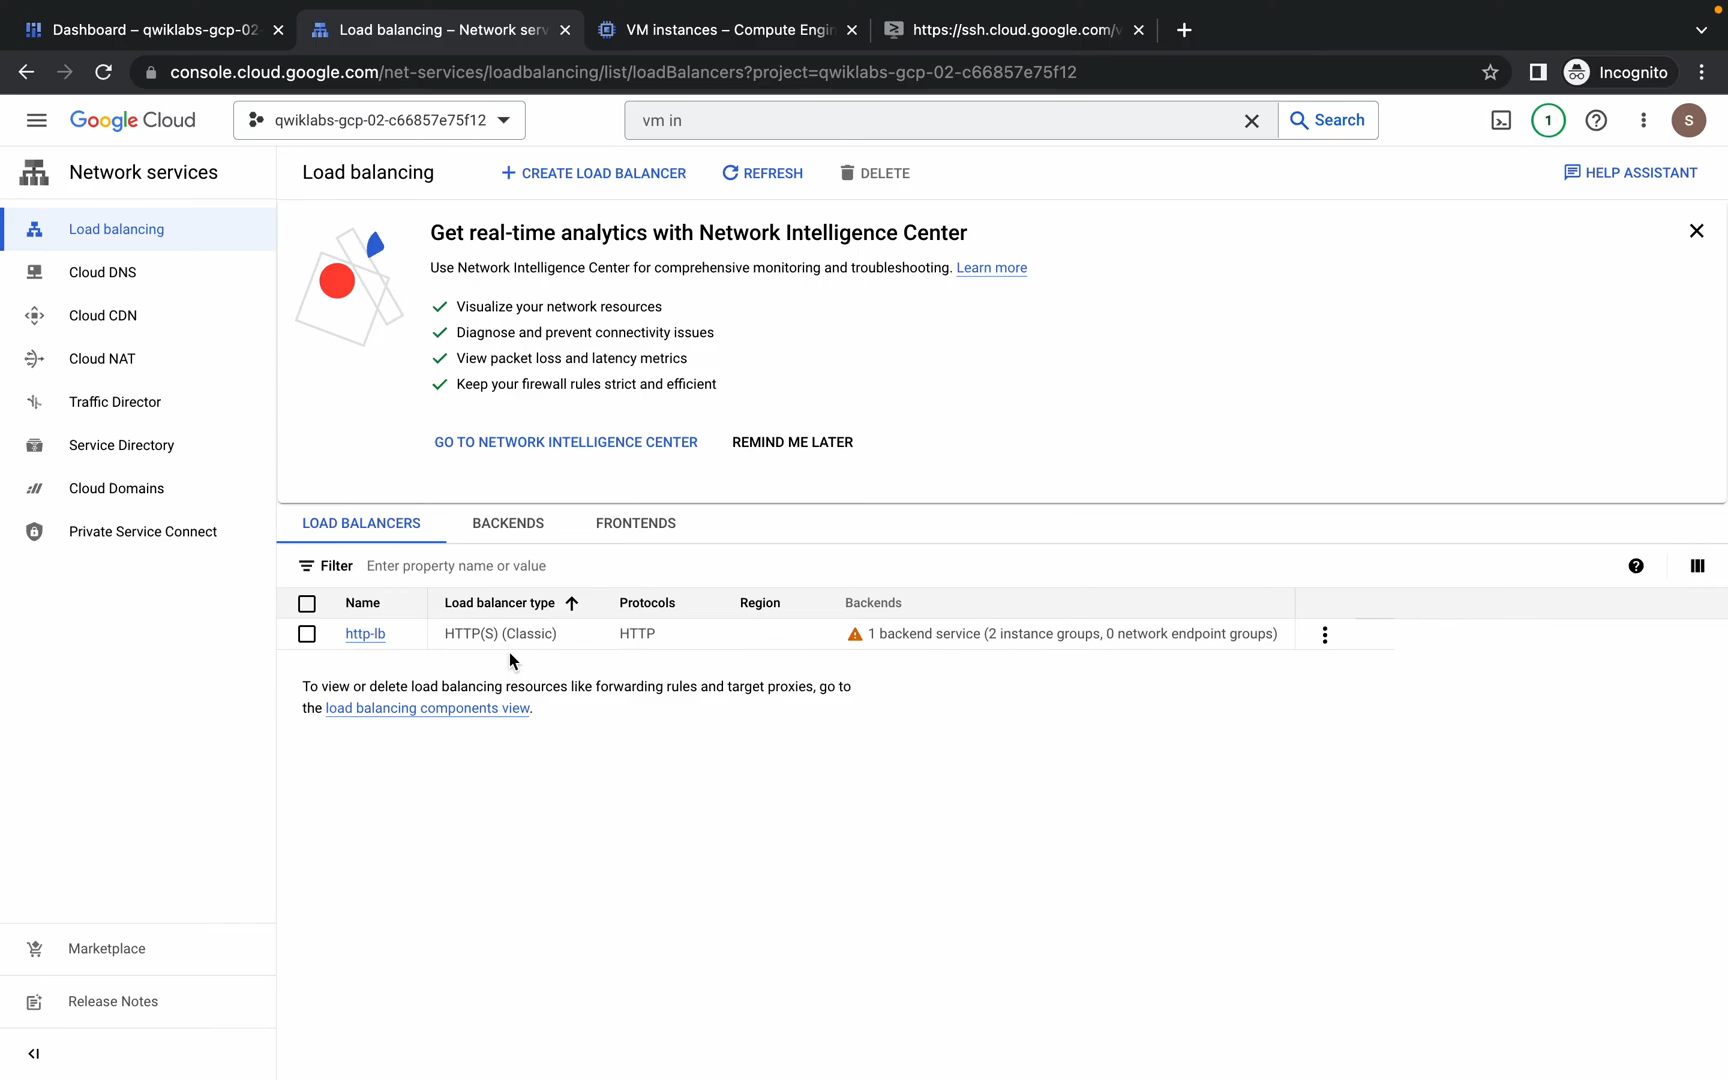 Dashboard – qwiklabs-gcp-02-
Load balancing – Network serv
VM instances – Compute Engin
https://ssh.cloud.google.com/v
console.cloud.google.com/net-services/loadbalancing/list/loadBalancers?project=qwiklabs-gcp-02-c66857e75f12
Incognito
Google Cloud
qwiklabs-gcp-02-c66857e75f12
vm in
Search
1
S
Network services
Load balancing
CREATE LOAD BALANCER
REFRESH
DELETE
HELP ASSISTANT
Load balancing
Cloud DNS
Cloud CDN
Cloud NAT
Traffic Director
Service Directory
Cloud Domains
Private Service Connect
Marketplace
Release Notes
Get real-time analytics with Network Intelligence Center
Use Network Intelligence Center for comprehensive monitoring and troubleshooting. Learn more
Visualize your network resources
Diagnose and prevent connectivity issues
View packet loss and latency metrics
Keep your firewall rules strict and efficient
GO TO NETWORK INTELLIGENCE CENTER REMIND ME LATER
LOAD BALANCERS BACKENDS FRONTENDS
Filter Enter property name or value
Name Load balancer type Protocols Region Backends
http-lb HTTP(S) (Classic) HTTP 1 backend service (2 instance groups, 0 network endpoint groups)
To view or delete load balancing resources like forwarding rules and target proxies, go to
the load balancing components view.